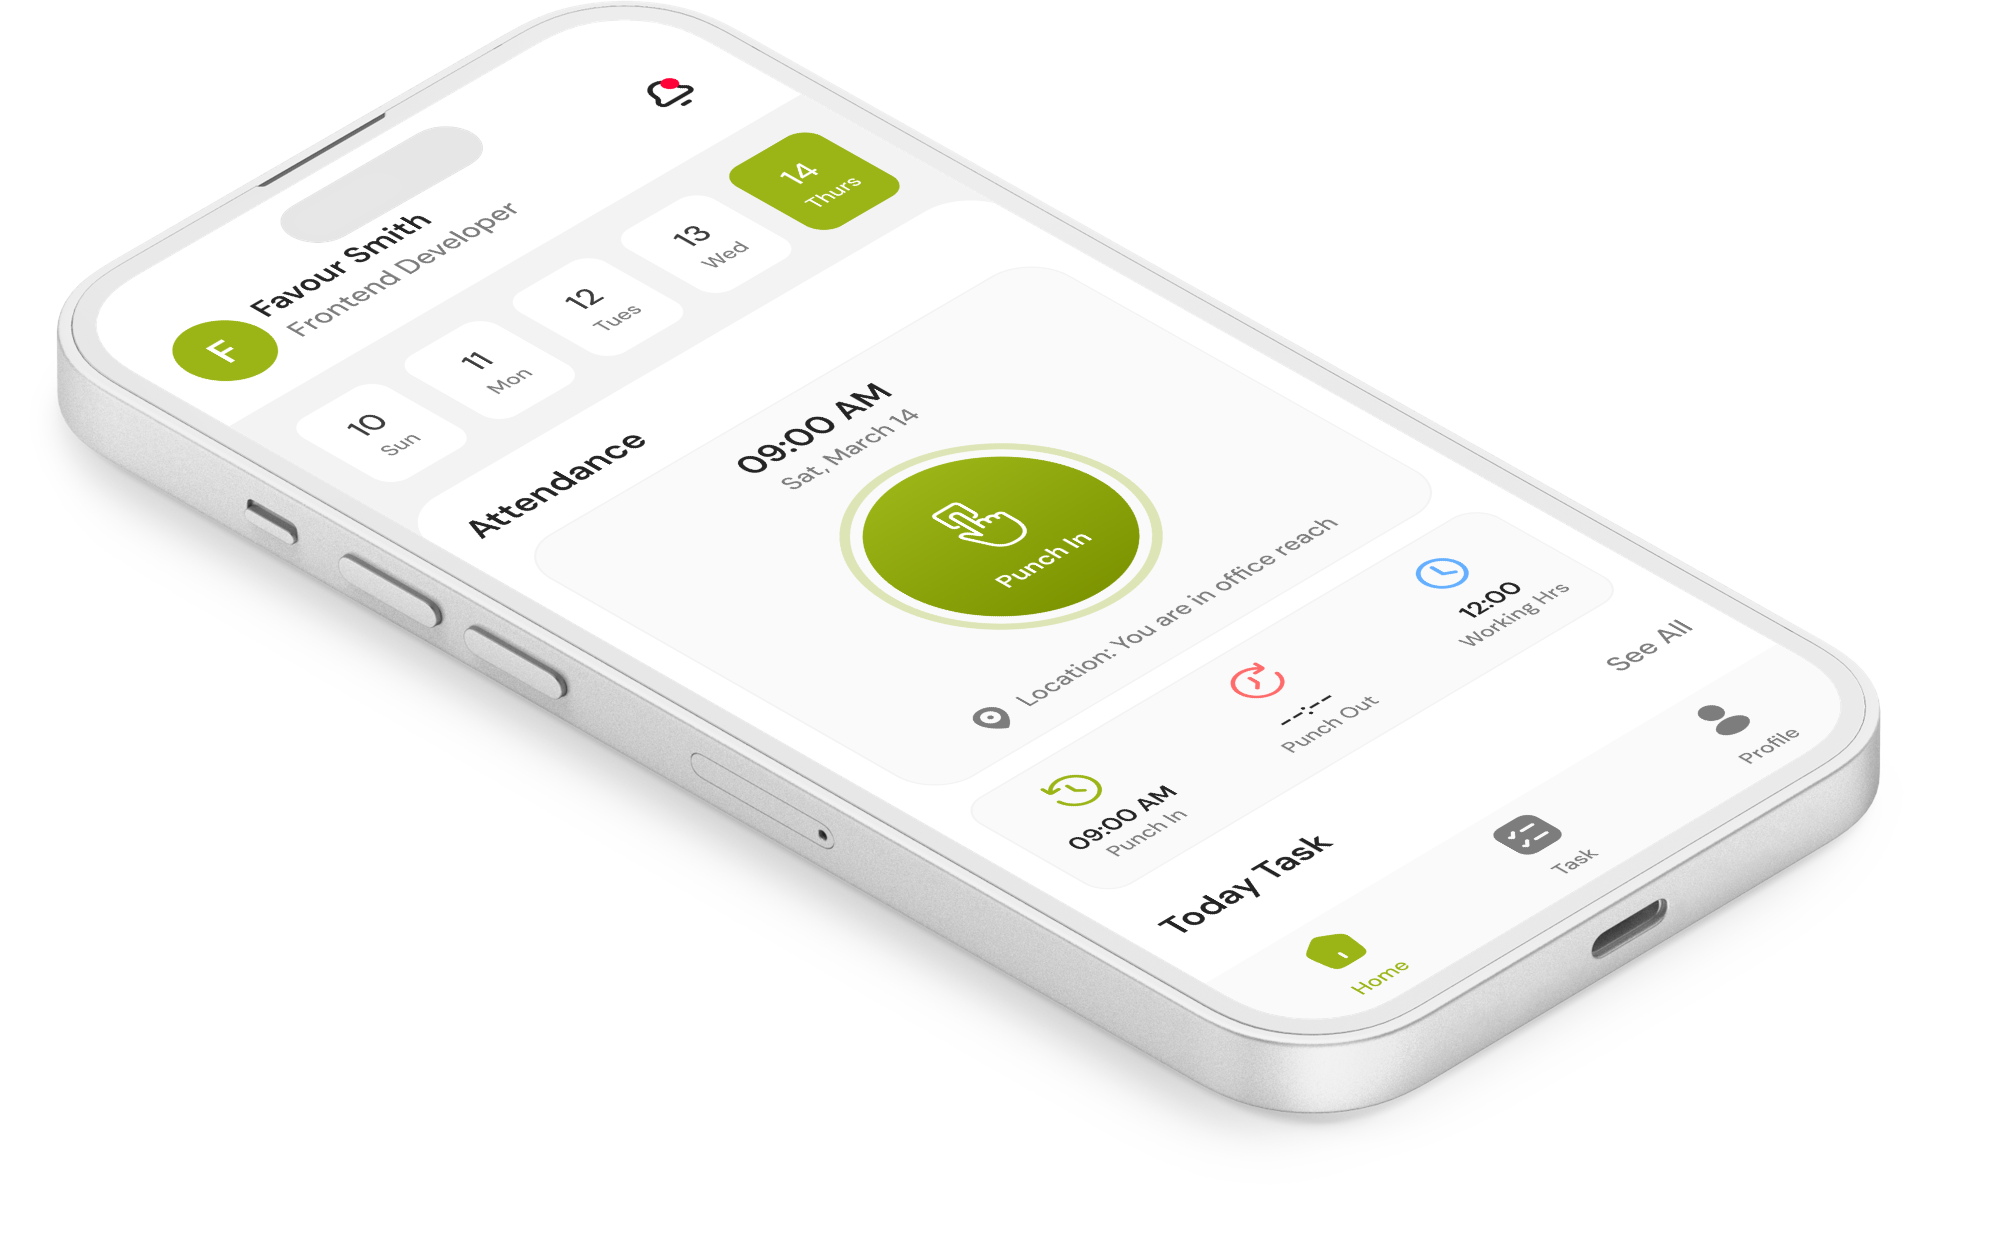 F
Favour Smith
Frontend Developer
10
Sun
11
Mon
12
Tues
13
Wed
14
Thurs
Attendance
09:00 AM
Sat, March 14
Punch In
Location: You are in office reach
09:00 AM
Punch In
--:--
Punch Out
12:00
Working Hrs
Today Task
See All
Home
Task
Profile